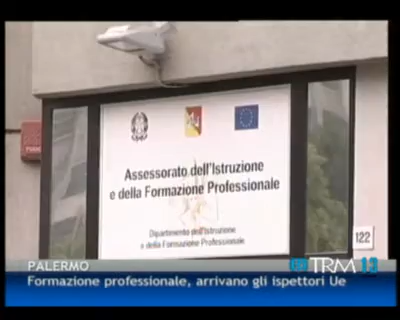 Assessorato dell'Istruzione
e della Formazione Professionale
Dipartimento dell'Istruzione
e della Formazione Professionale
122
PALERMO
TRM 13
Formazione professionale, arrivano gli ispettori Ue